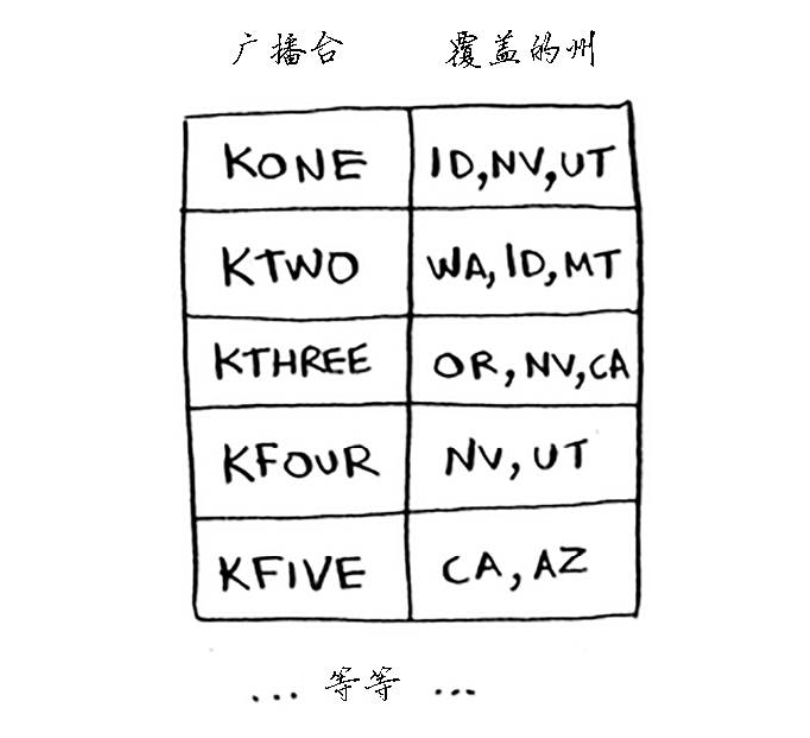 广播台 覆盖的州
KONE ID,NV,UT
KTWO WA,ID,MT
KTHREE OR,NV,CA
KFOUR NV,UT
KFIVE CA,AZ
... 等等 ...